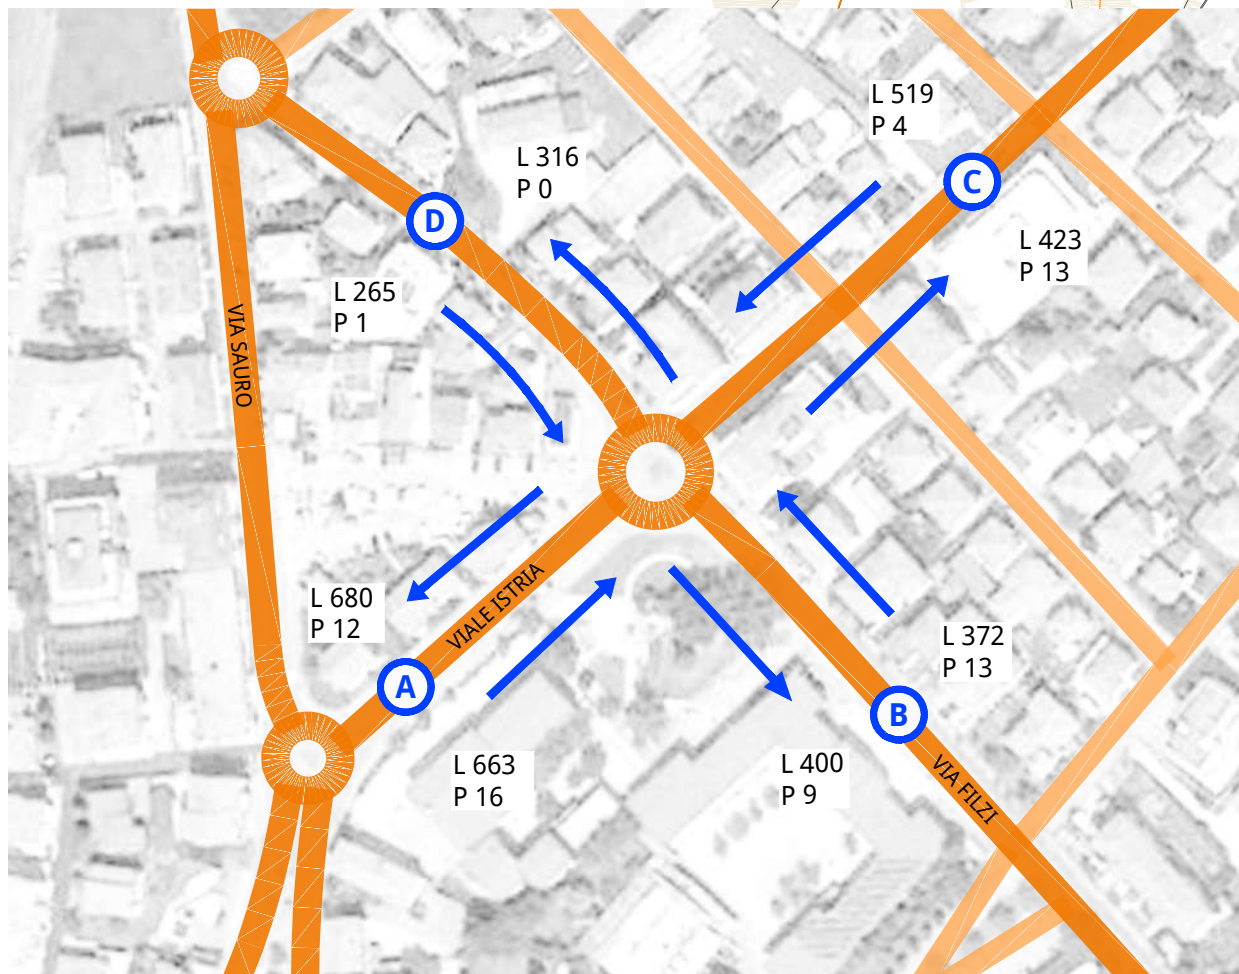 L 519
P 4
C
L 316
P 0
D
L 423
P 13
L 265
P 1
VIA SAURO
VIALE ISTRIA
L 680
P 12
L 372
P 13
A
B
L 663
P 16
L 400
P 9
VIA FILZI